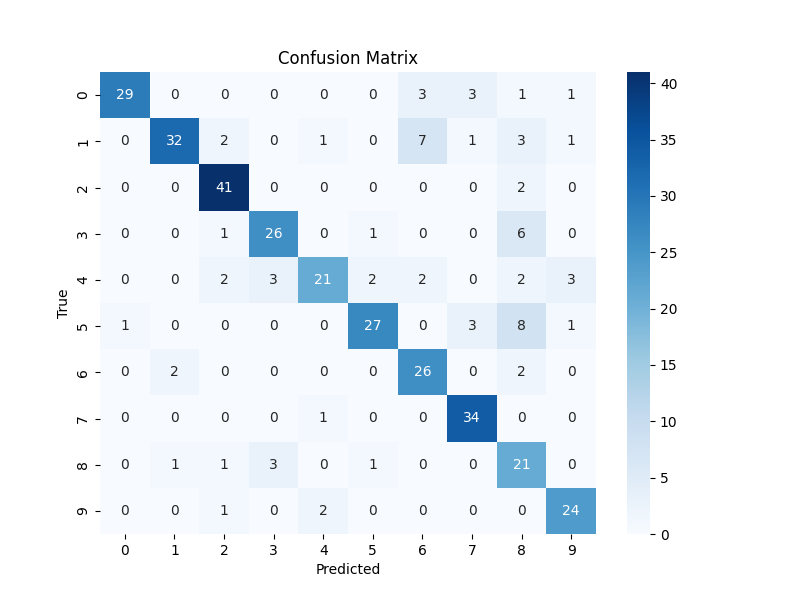 Confusion Matrix
0 29 0 0 0 0 0 3 3 1 1
1 0 32 2 0 1 0 7 1 3 1
2 0 0 41 0 0 0 0 0 2 0
3 0 0 1 26 0 1 0 0 6 0
4 0 0 2 3 21 2 2 0 2 3
5 1 0 0 0 0 27 0 3 8 1
6 0 2 0 0 0 0 26 0 2 0
7 0 0 0 0 1 0 0 34 0 0
8 0 1 1 3 0 1 0 0 21 0
9 0 0 1 0 2 0 0 0 0 24
0 1 2 3 4 5 6 7 8 9
Predicted
True
40
35
30
25
20
15
10
5
0